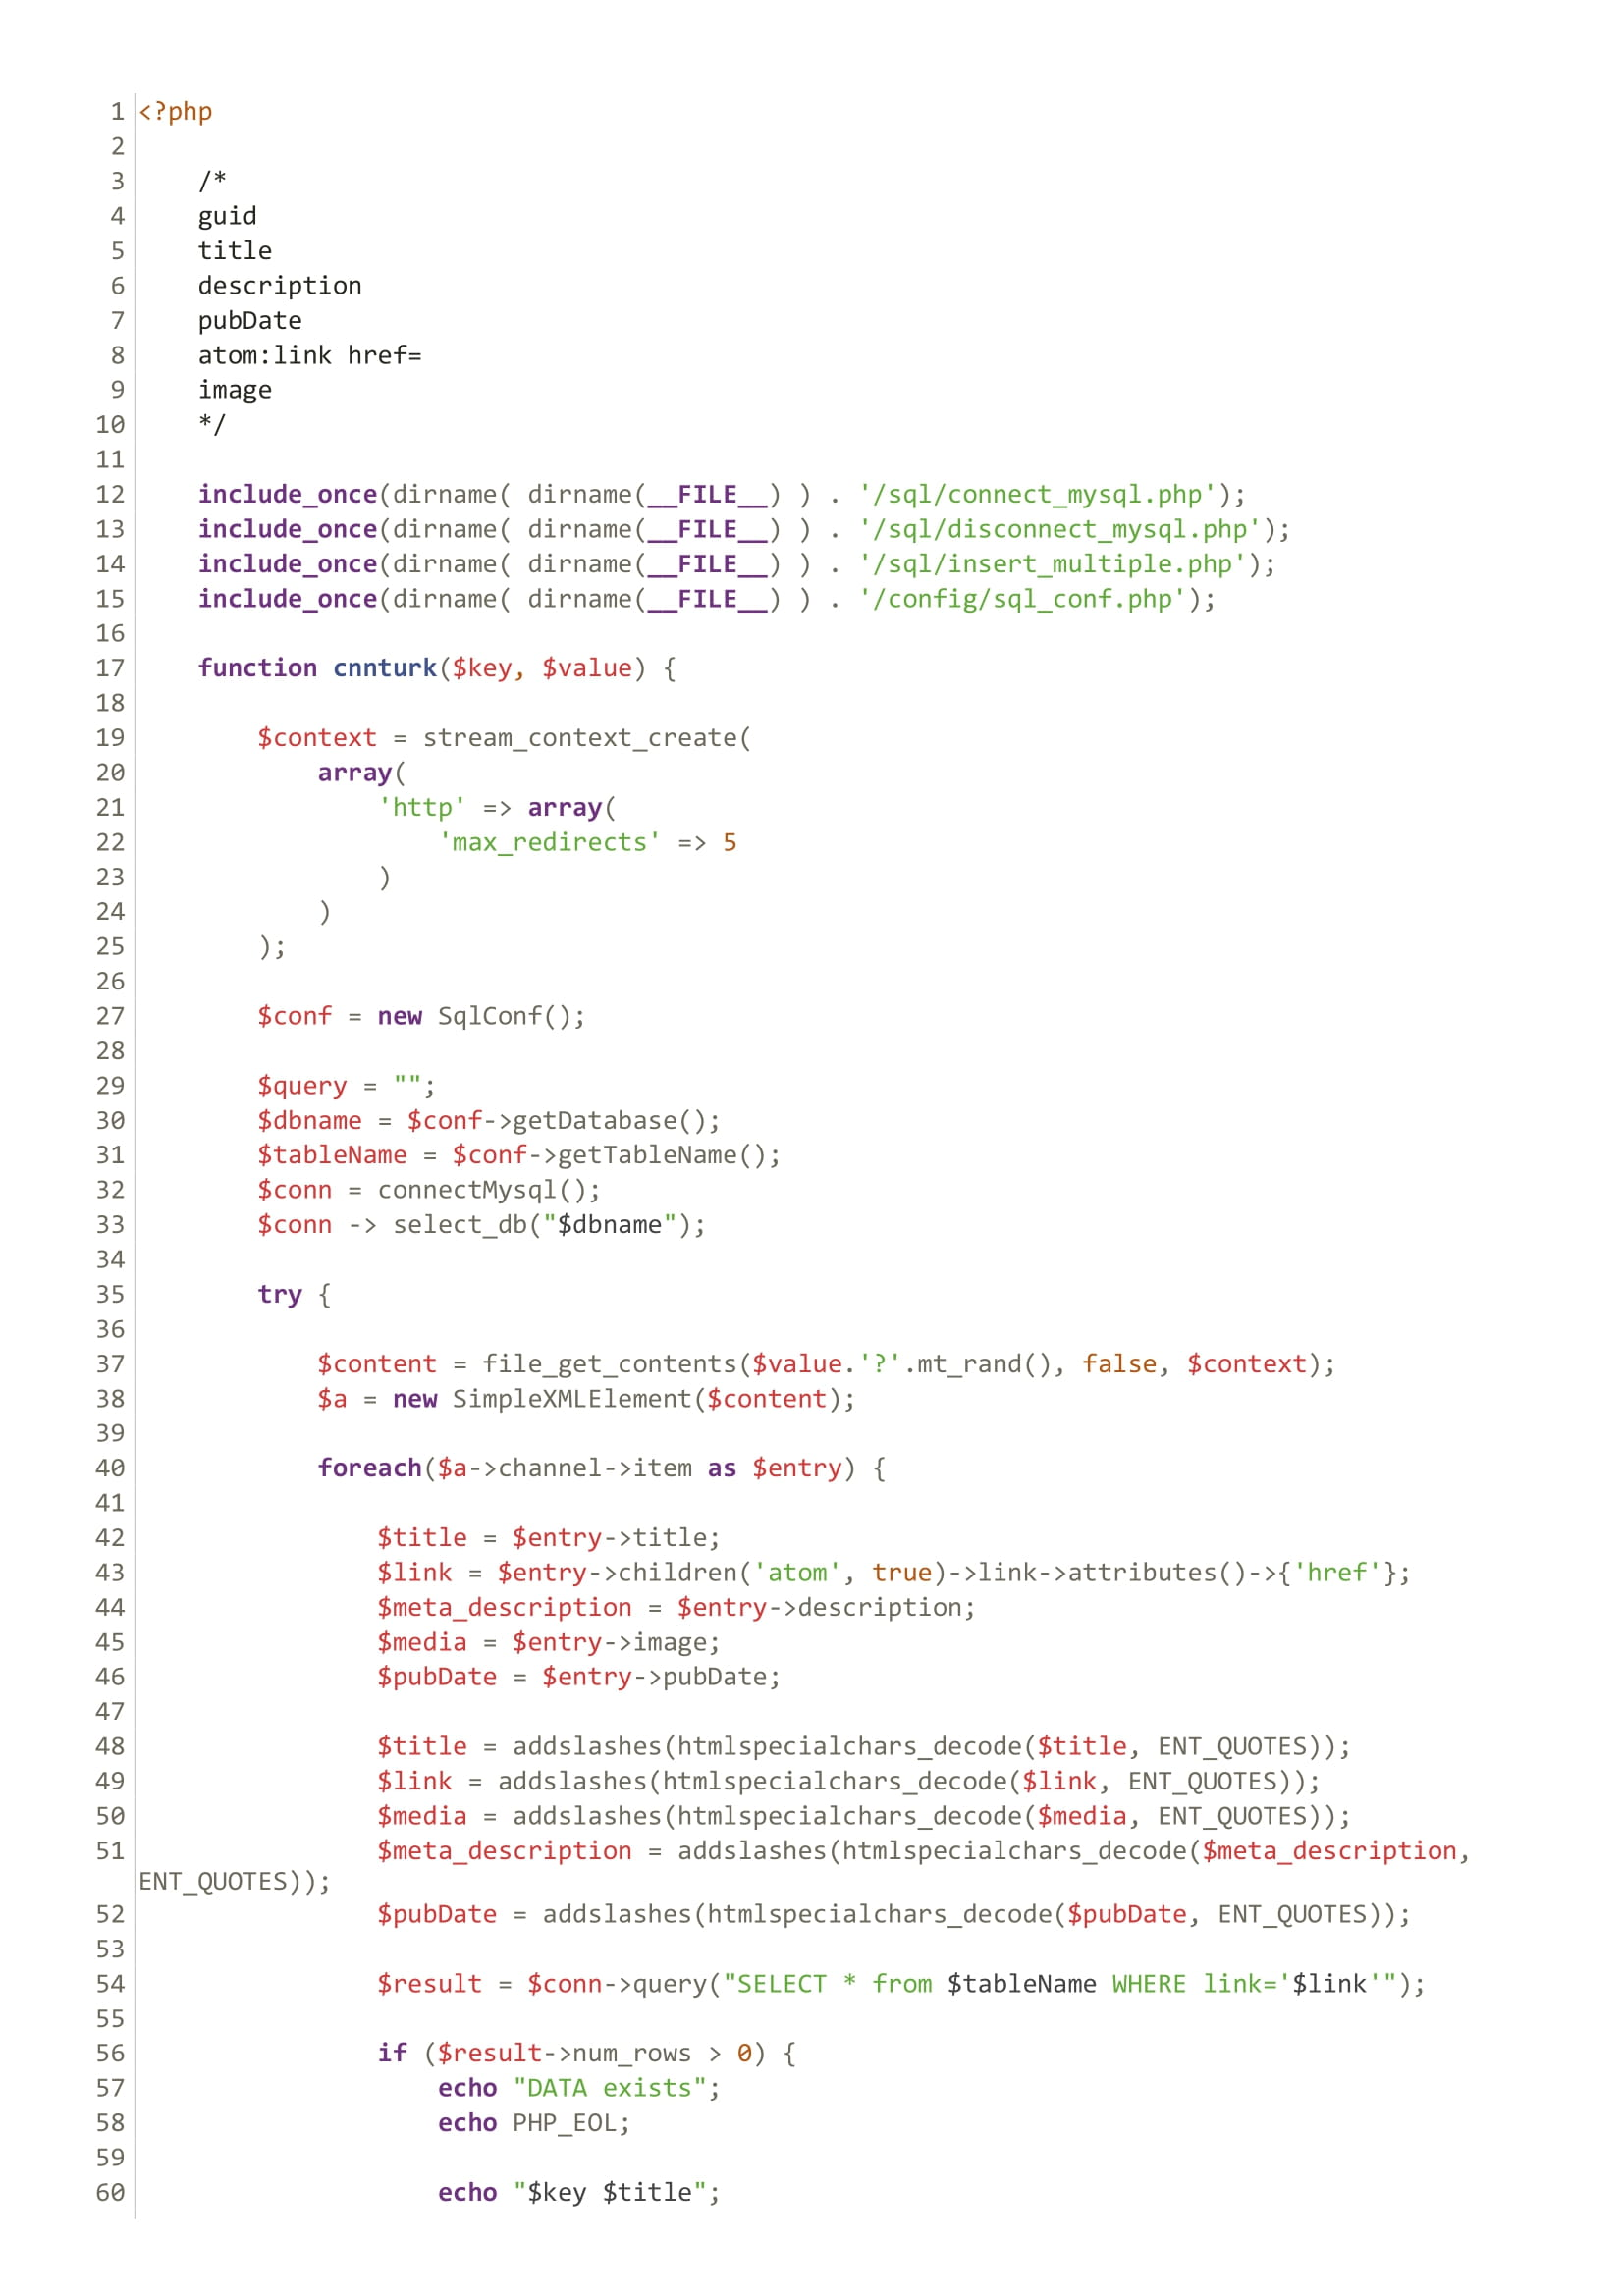 1 <?php
2
3     /*
4     guid
5     title
6     description
7     pubDate
8     atom:link href=
9     image
10     */
11
12     include_once(dirname( dirname(__FILE__) ) . '/sql/connect_mysql.php');
13     include_once(dirname( dirname(__FILE__) ) . '/sql/disconnect_mysql.php');
14     include_once(dirname( dirname(__FILE__) ) . '/sql/insert_multiple.php');
15     include_once(dirname( dirname(__FILE__) ) . '/config/sql_conf.php');
16
17     function cnnturk($key, $value) {
18
19         $context = stream_context_create(
20             array(
21                 'http' => array(
22                     'max_redirects' => 5
23                 )
24             )
25         );
26
27         $conf = new SqlConf();
28
29         $query = "";
30         $dbname = $conf->getDatabase();
31         $tableName = $conf->getTableName();
32         $conn = connectMysql();
33         $conn -> select_db("$dbname");
34
35         try {
36
37             $content = file_get_contents($value.'?'.mt_rand(), false, $context);
38             $a = new SimpleXMLElement($content);
39
40             foreach($a->channel->item as $entry) {
41
42                 $title = $entry->title;
43                 $link = $entry->children('atom', true)->link->attributes()->{'href'};
44                 $meta_description = $entry->description;
45                 $media = $entry->image;
46                 $pubDate = $entry->pubDate;
47
48                 $title = addslashes(htmlspecialchars_decode($title, ENT_QUOTES));
49                 $link = addslashes(htmlspecialchars_decode($link, ENT_QUOTES));
50                 $media = addslashes(htmlspecialchars_decode($media, ENT_QUOTES));
51                 $meta_description = addslashes(htmlspecialchars_decode($meta_description,
ENT_QUOTES));
52                 $pubDate = addslashes(htmlspecialchars_decode($pubDate, ENT_QUOTES));
53
54                 $result = $conn->query("SELECT * from $tableName WHERE link='$link'");
55
56                 if ($result->num_rows > 0) {
57                     echo "DATA exists";
58                     echo PHP_EOL;
59
60                     echo "$key $title";